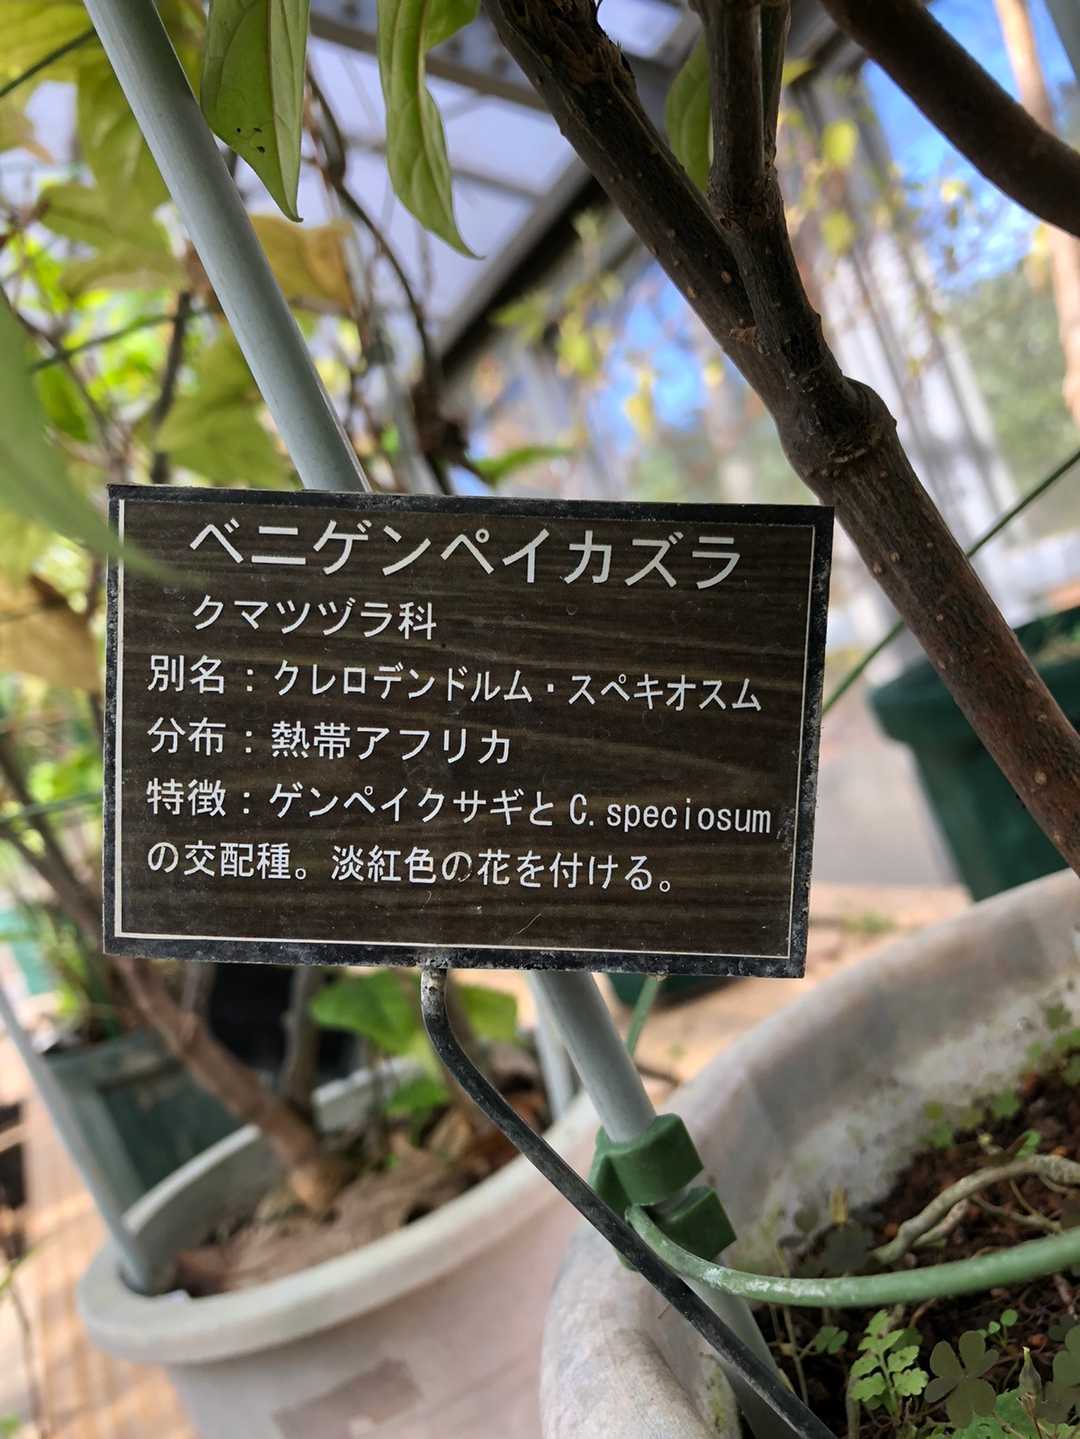 ベニゲンペイカズラ
クマツヅラ科
別名：クレロデンドルム・スペキオスム
分布：熱帯アフリカ
特徴：ゲンペイクサギとC. speciosum
の交配種。淡紅色の花を付ける。